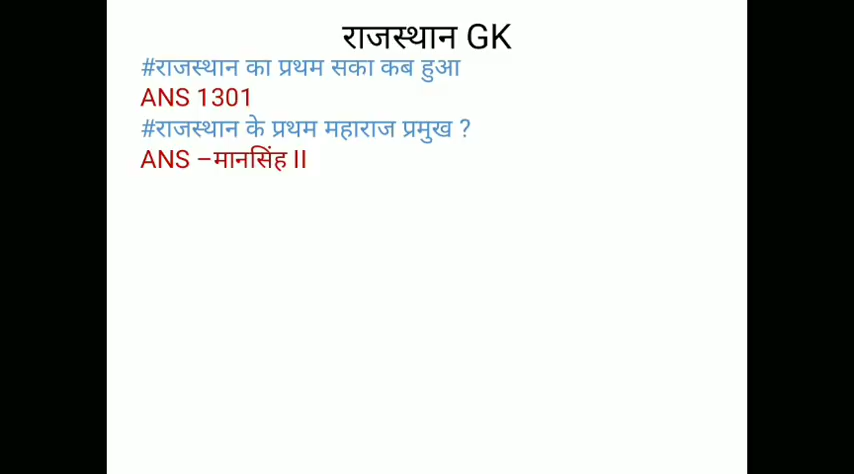 राजस्थान GK
#राजस्थान का प्रथम सका कब हुआ
ANS 1301
#राजस्थान के प्रथम महाराज प्रमुख ?
ANS –मानसिंह II